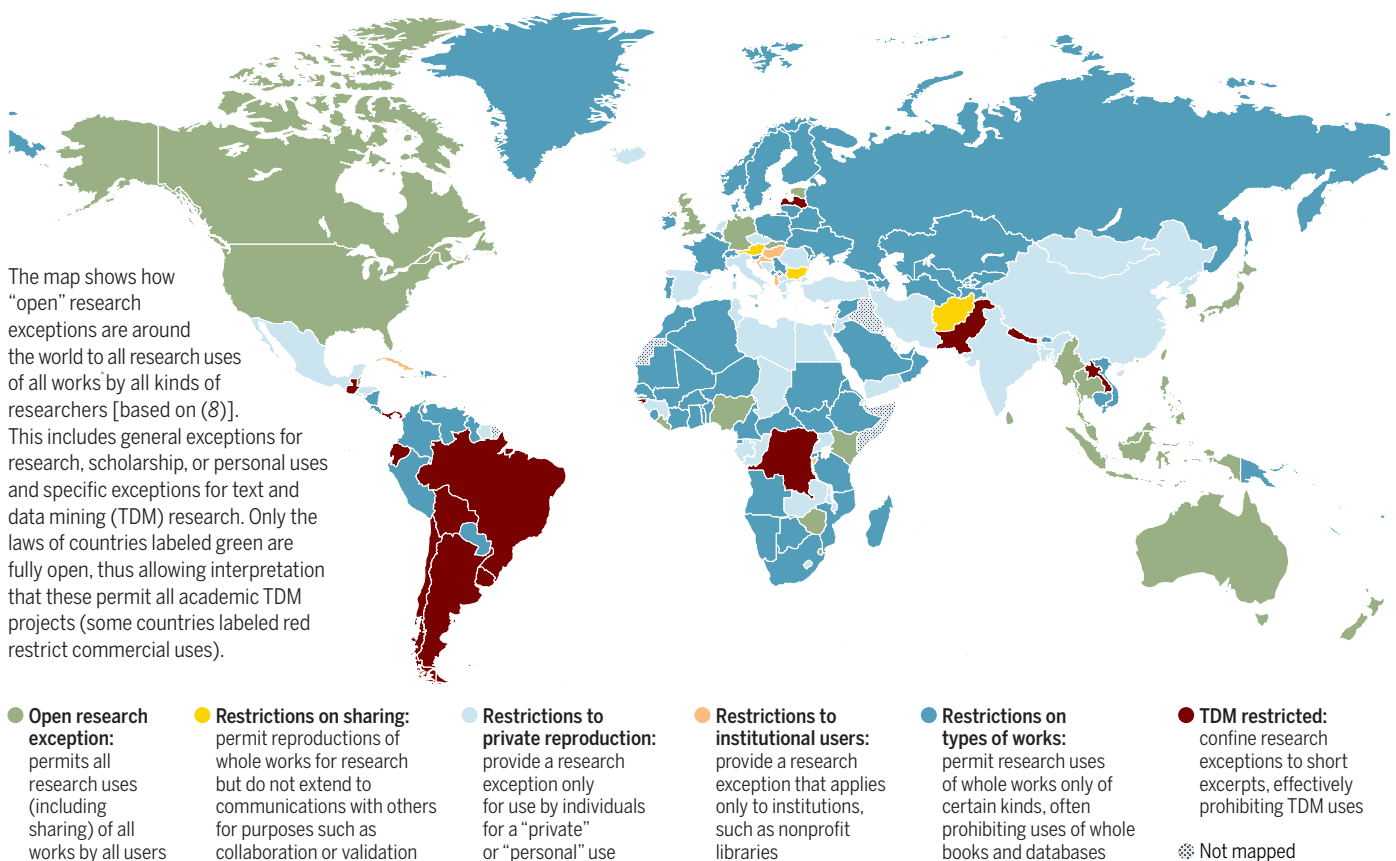 The map shows how
“open” research
exceptions are around
the world to all research uses
of all works by all kinds of
researchers [based on (8)].
This includes general exceptions for
research, scholarship, or personal uses
and specific exceptions for text and
data mining (TDM) research. Only the
laws of countries labeled green are
fully open, thus allowing interpretation
that these permit all academic TDM
projects (some countries labeled red
restrict commercial uses).
Open research
exception:
permits all
research uses
(including
sharing) of all
works by all users
Restrictions on sharing:
permit reproductions of
whole works for research
but do not extend to
communications with others
for purposes such as
collaboration or validation
Restrictions to
private reproduction:
provide a research
exception only
for use by individuals
for a “private”
or “personal” use
Restrictions to
institutional users:
provide a research
exception that applies
only to institutions,
such as nonprofit
libraries
Restrictions on
types of works:
permit research uses
of whole works only of
certain kinds, often
prohibiting uses of whole
books and databases
TDM restricted:
confine research
exceptions to short
excerpts, effectively
prohibiting TDM uses
Not mapped